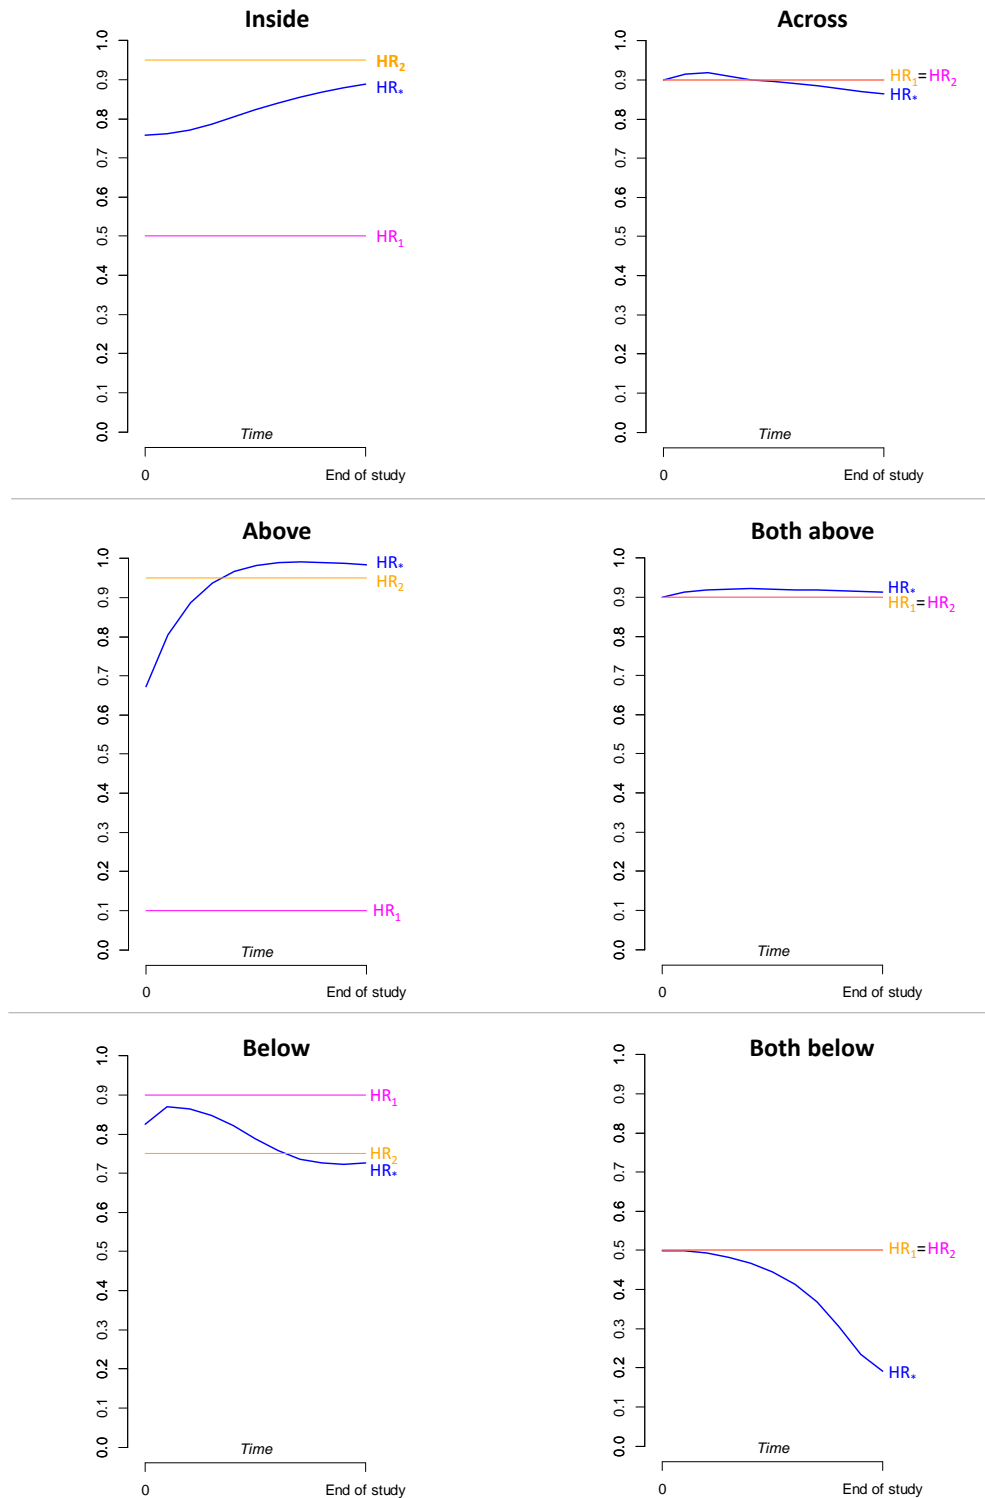 Inside
1.0
0.9
0.8
0.7
0.6
0.5
0.4
0.3
0.2
0.1
0.0
HR2
HR*
HR1
Time
0 End of study
Across
1.0
0.9
0.8
0.7
0.6
0.5
0.4
0.3
0.2
0.1
0.0
HR1=HR2
HR*
Time
0 End of study
Above
1.0
0.9
0.8
0.7
0.6
0.5
0.4
0.3
0.2
0.1
0.0
HR*
HR2
HR1
Time
0 End of study
Both above
1.0
0.9
0.8
0.7
0.6
0.5
0.4
0.3
0.2
0.1
0.0
HR*
HR1=HR2
Time
0 End of study
Below
1.0
0.9
0.8
0.7
0.6
0.5
0.4
0.3
0.2
0.1
0.0
HR1
HR2
HR*
Time
0 End of study
Both below
1.0
0.9
0.8
0.7
0.6
0.5
0.4
0.3
0.2
0.1
0.0
HR1=HR2
HR*
Time
0 End of study